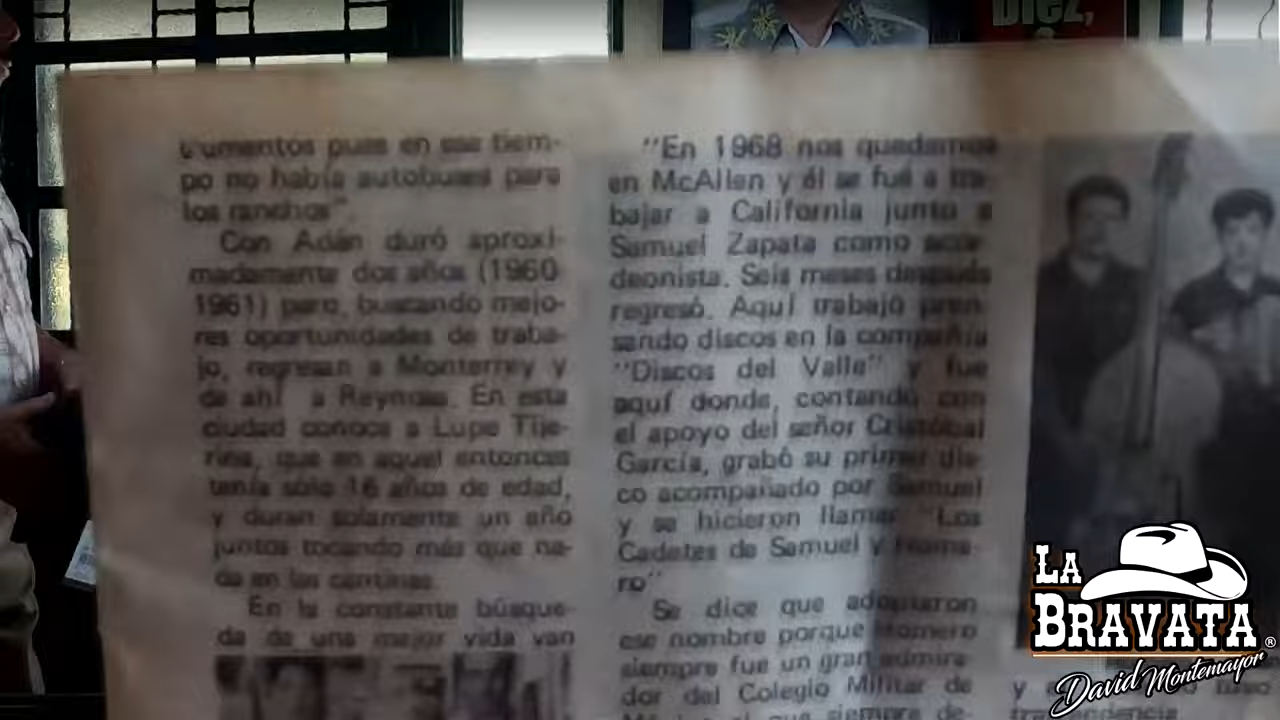 Diez,
trumentos pues en ese tiem-
po no había autobuses para
los ranchos".
Con Adán duró aproxi-
madamente dos años (1960
1961) pero, buscando mejo-
res oportunidades de traba-
jo, regresan a Monterrey y
de ahí a Reynosa. En esta
ciudad conoce a Lupe Tije-
rina, que en aquel entonces
tenía sólo 16 años de edad,
y duran solamente un año
juntos tocando más que na-
da en las cantinas.
En la constante búsque-
da de una mejor vida van
"En 1968 nos quedamos
en McAllen y él se fué a tra-
bajar a California junto a
Samuel Zapata como acor-
deonista. Seis meses después
regresó. Aquí trabajó pren-
sando discos en la compañía
"Discos del Valle" y fue
aquí donde, contando con
el apoyo del señor Cristóbal
García, grabó su primer dis-
co acompañado por Samuel
y se hicieron llamar "Los
Cadetes de Samuel y Home-
ro"
Se dice que adoptaron
ese nombre porque Homero
siempre fue un gran admira-
dor del Colegio Militar de
siempre de-
y
trascendencia
LA
BRAVATA®
David Montemayor